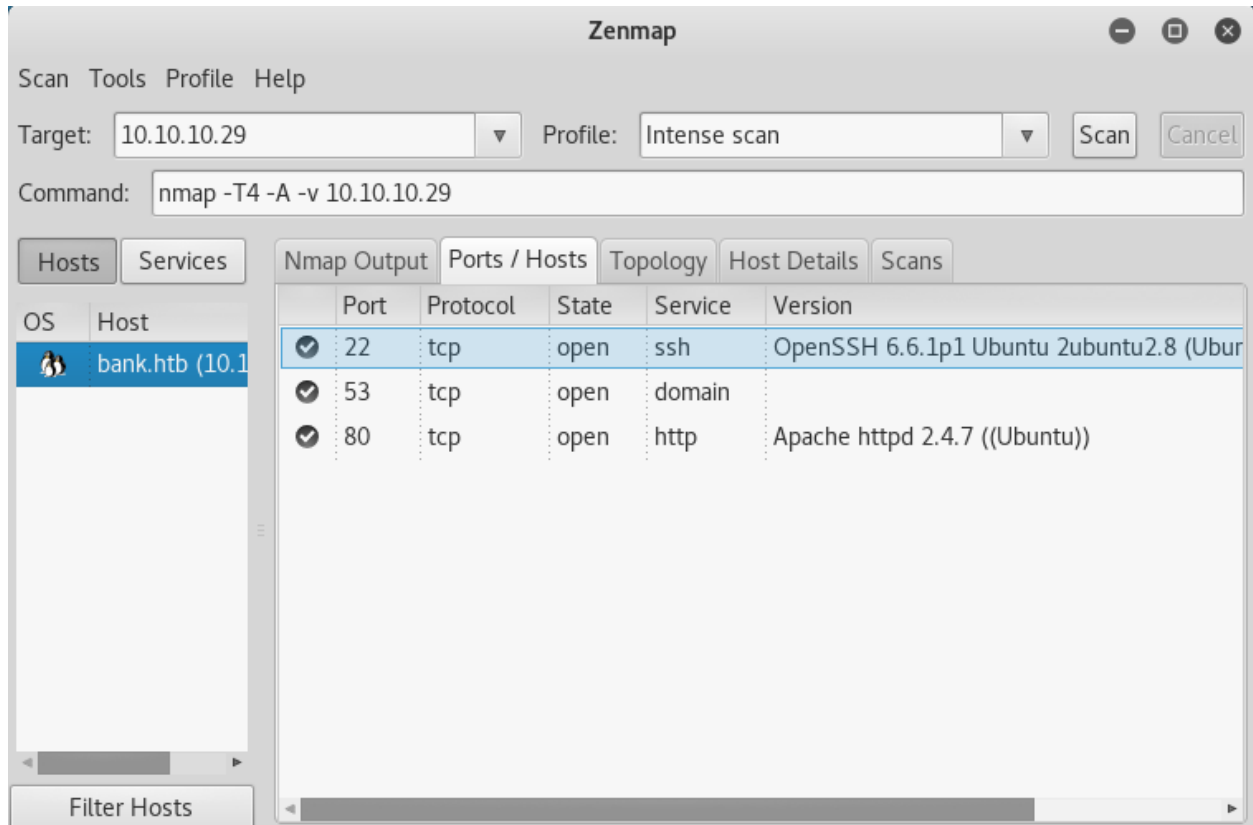 Zenmap
Scan Tools Profile Help
Target: 10.10.10.29 Profile: Intense scan Scan Cancel
Command: nmap -T4 -A -v 10.10.10.29
Hosts Services Nmap Output Ports / Hosts Topology Host Details Scans
OS Host Port Protocol State Service Version
bank.htb (10.1 22 tcp open ssh OpenSSH 6.6.1p1 Ubuntu 2ubuntu2.8 (Ubur
53 tcp open domain
80 tcp open http Apache httpd 2.4.7 ((Ubuntu))
Filter Hosts